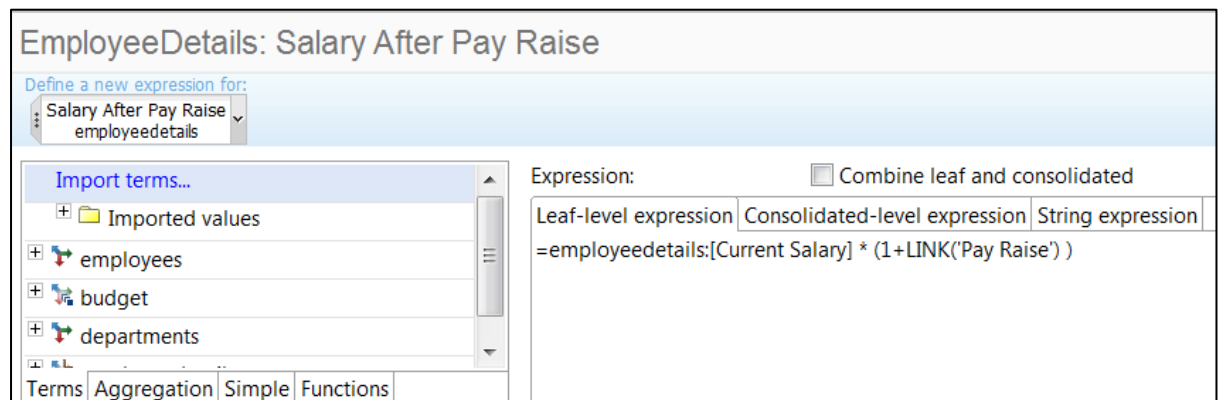 EmployeeDetails: Salary After Pay Raise
Define a new expression for:
Salary After Pay Raise
employeedetails
Import terms...
Imported values
employees
budget
departments
Terms Aggregation Simple Functions
Expression:
Combine leaf and consolidated
Leaf-level expression Consolidated-level expression String expression
=employeedetails:[Current Salary] * (1+LINK('Pay Raise') )